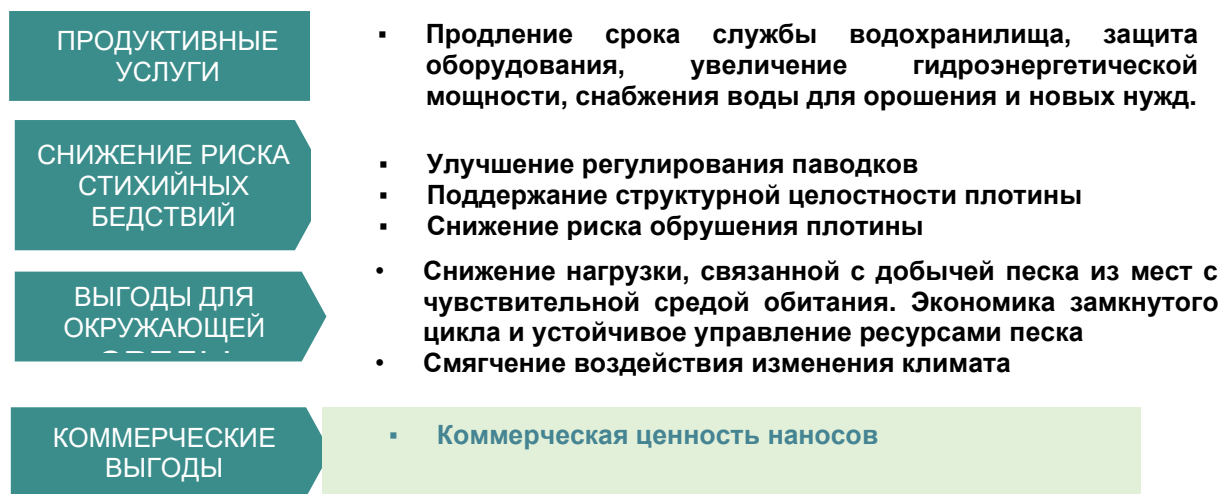 ПРОДУКТИВНЫЕ
УСЛУГИ
▪ Продление срока службы водохранилища, защита
оборудования, увеличение гидроэнергетической
мощности, снабжения воды для орошения и новых нужд.
СНИЖЕНИЕ РИСКА
СТИХИЙНЫХ
БЕДСТВИЙ
▪ Улучшение регулирования паводков
▪ Поддержание структурной целостности плотины
▪ Снижение риска обрушения плотины
ВЫГОДЫ ДЛЯ
ОКРУЖАЮЩЕЙ
• Снижение нагрузки, связанной с добычей песка из мест с
чувствительной средой обитания. Экономика замкнутого
цикла и устойчивое управление ресурсами песка
• Смягчение воздействия изменения климата
КОММЕРЧЕСКИЕ
ВЫГОДЫ
▪ Коммерческая ценность наносов